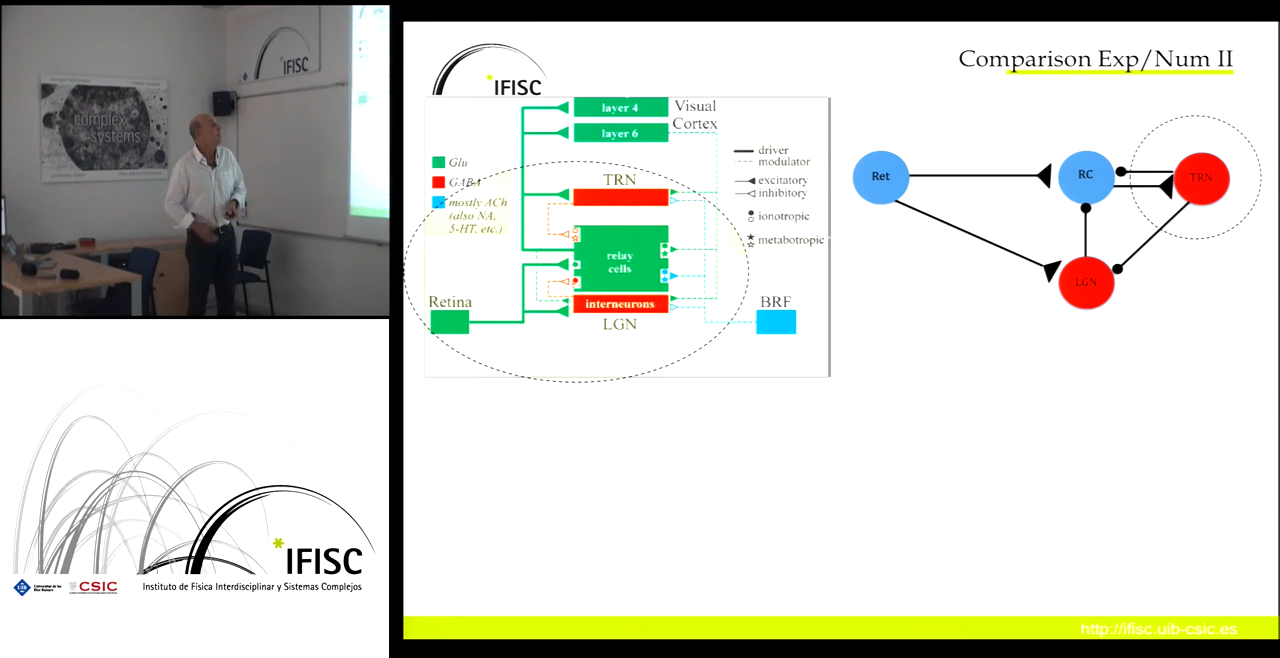 complex
systems
IFISC
IFISC
UIB
CSIC
Instituto de Física Interdisciplinar y Sistemas Complejos
IFISC
Comparison Exp/Num II
layer 4
layer 6
Visual
Cortex
Glu
GABA
mostly ACh
(also NA,
5-HT, etc.)
TRN
relay
cells
interneurons
LGN
Retina
BRF
driver
modulator
excitatory
inhibitory
ionotropic
metabotropic
Ret
RC
TRN
LGN
http://ifisc.uib-csic.es